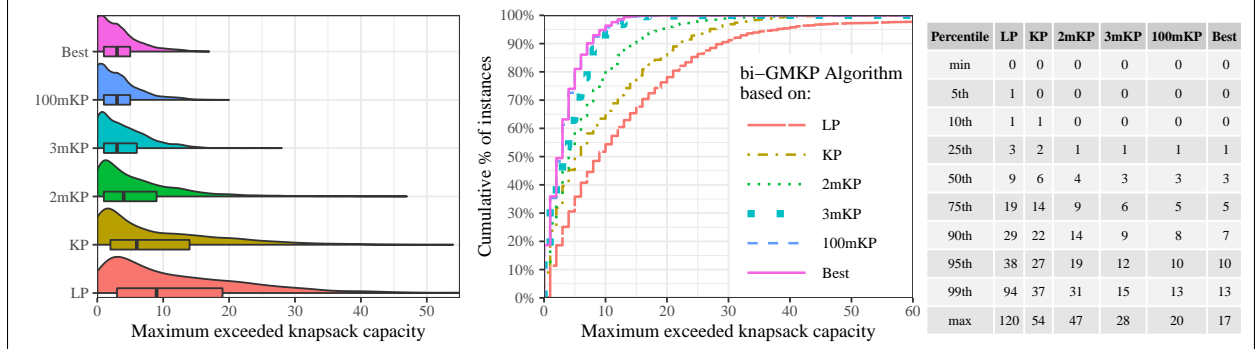 Best
100mKP
3mKP
2mKP
KP
LP
0 10 20 30 40 50
Maximum exceeded knapsack capacity
Cumulative % of instances
100%
90%
80%
70%
60%
50%
40%
30%
20%
10%
0%
0 10 20 30 40 50 60
Maximum exceeded knapsack capacity
bi−GMKP Algorithm
based on:
LP
KP
2mKP
3mKP
100mKP
Best
Percentile LP KP 2mKP 3mKP 100mKP Best
min 0 0 0 0 0 0
5th 1 0 0 0 0 0
10th 1 1 0 0 0 0
25th 3 2 1 1 1 1
50th 9 6 4 3 3 3
75th 19 14 9 6 5 5
90th 29 22 14 9 8 7
95th 38 27 19 12 10 10
99th 94 37 31 15 13 13
max 120 54 47 28 20 17